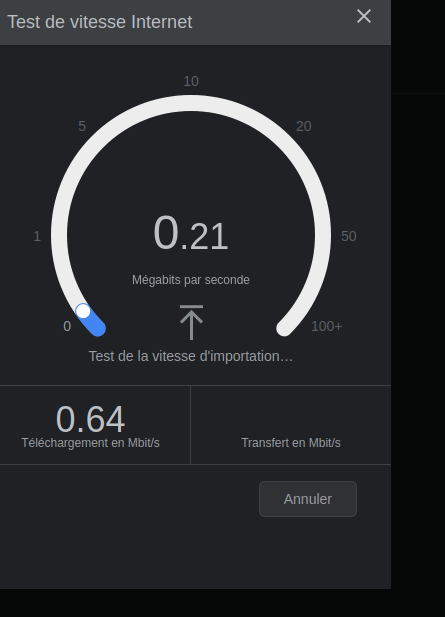 Test de vitesse Internet
10
5
20
1
0.21
50
Mégabits par seconde
0
100+
Test de la vitesse d'importation…
0.64
Téléchargement en Mbit/s
Transfert en Mbit/s
Annuler